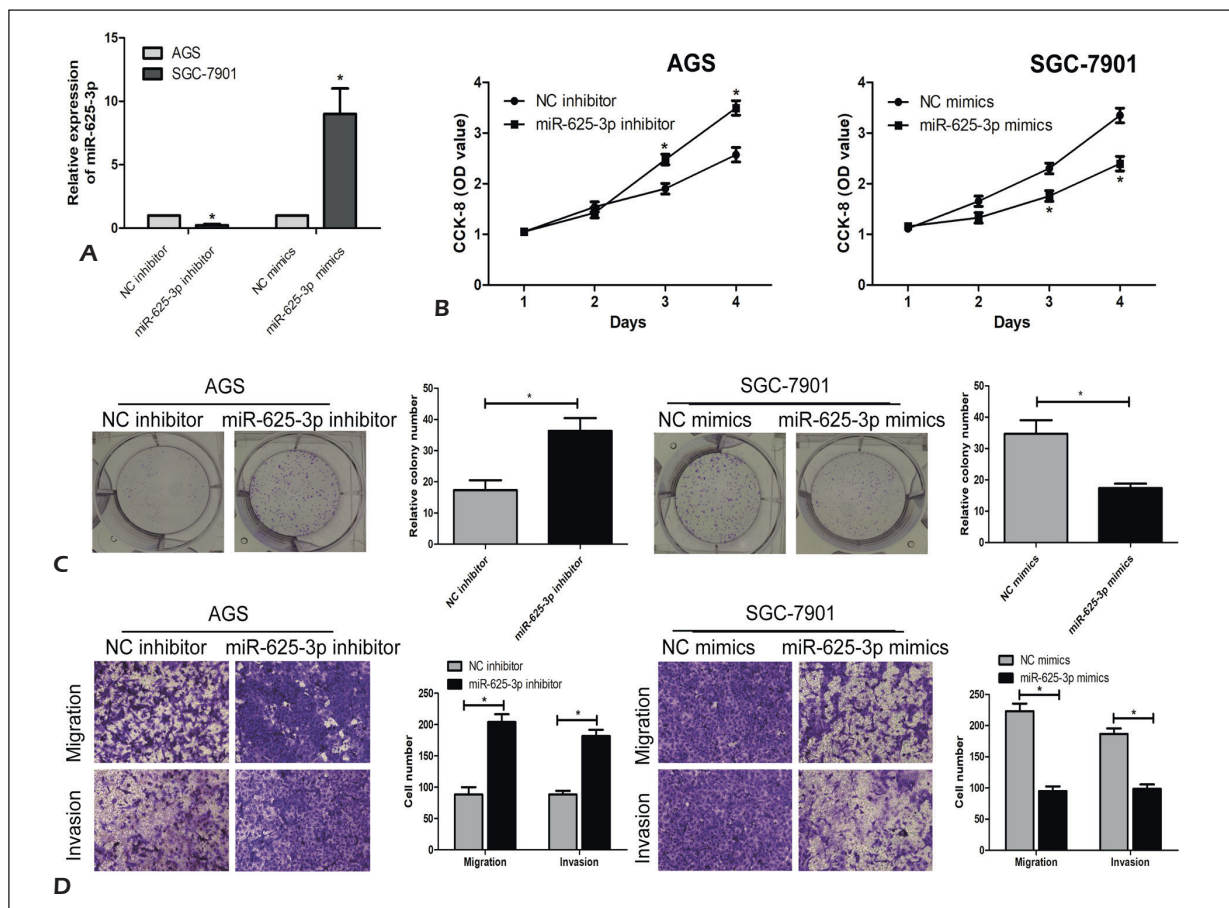 A
Relative expression
of miR-625-3p
15
10
5
0
AGS
SGC-7901
*
*
NC inhibitor
miR-625-3p inhibitor
NC mimics
miR-625-3p mimics
B
AGS
CCK-8 (OD value)
4
3
2
1
0
NC inhibitor
miR-625-3p inhibitor
*
*
1 2 3 4
Days
SGC-7901
CCK-8 (OD value)
4
3
2
1
0
NC mimics
miR-625-3p mimics
*
*
1 2 3 4
Days
C
AGS
NC inhibitor miR-625-3p inhibitor
Relative colony number
50
40
30
20
10
0
*
NC inhibitor
miR-625-3p inhibitor
SGC-7901
NC mimics miR-625-3p mimics
Relative colony number
50
40
30
20
10
0
*
NC mimics
miR-625-3p mimics
D
AGS
NC inhibitor miR-625-3p inhibitor
Migration
Invasion
NC inhibitor
miR-625-3p inhibitor
Cell number
250
200
150
100
50
0
*
*
Migration Invasion
SGC-7901
NC mimics miR-625-3p mimics
Migration
Invasion
NC mimics
miR-625-3p mimics
Cell number
250
200
150
100
50
0
*
*
Migration Invasion